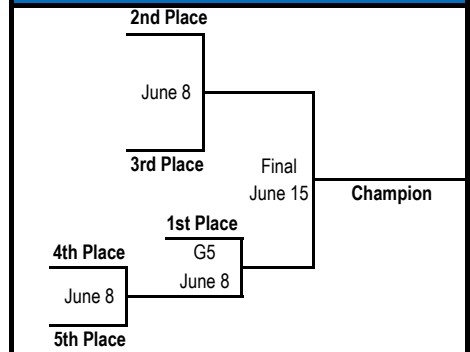 2nd Place
June 8
3rd Place
Final
June 15
Champion
1st Place
4th Place
G5
June 8
June 8
5th Place